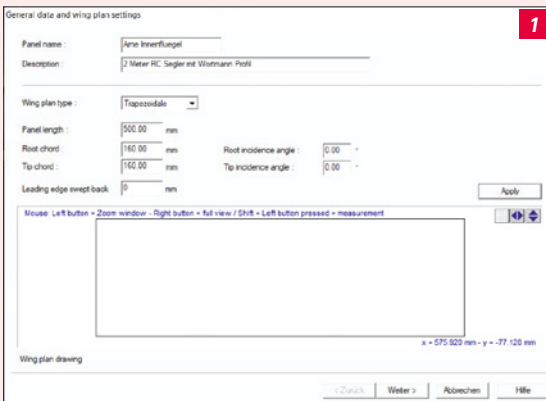 General data and wing plan settings
1
Panel name : Arne Innenfluegel
Description : 2 Meter RC Segler mit Wortmann Profil
Wing plan type : Trapezoidale
Panel length : 500.00 mm
Root chord : 160.00 mm Root incidence angle : 0.00 °
Tip chord : 160.00 mm Tip incidence angle : 0.00 °
Leading edge swept-back 0 mm
Apply
Mouse: Left button = Zoom window - Right button = full view / Shift + Left button pressed = measurement
x = 575.920 mm - y = -77.120 mm
Wing plan drawing
< Zurück Weiter > Abbrechen Hilfe